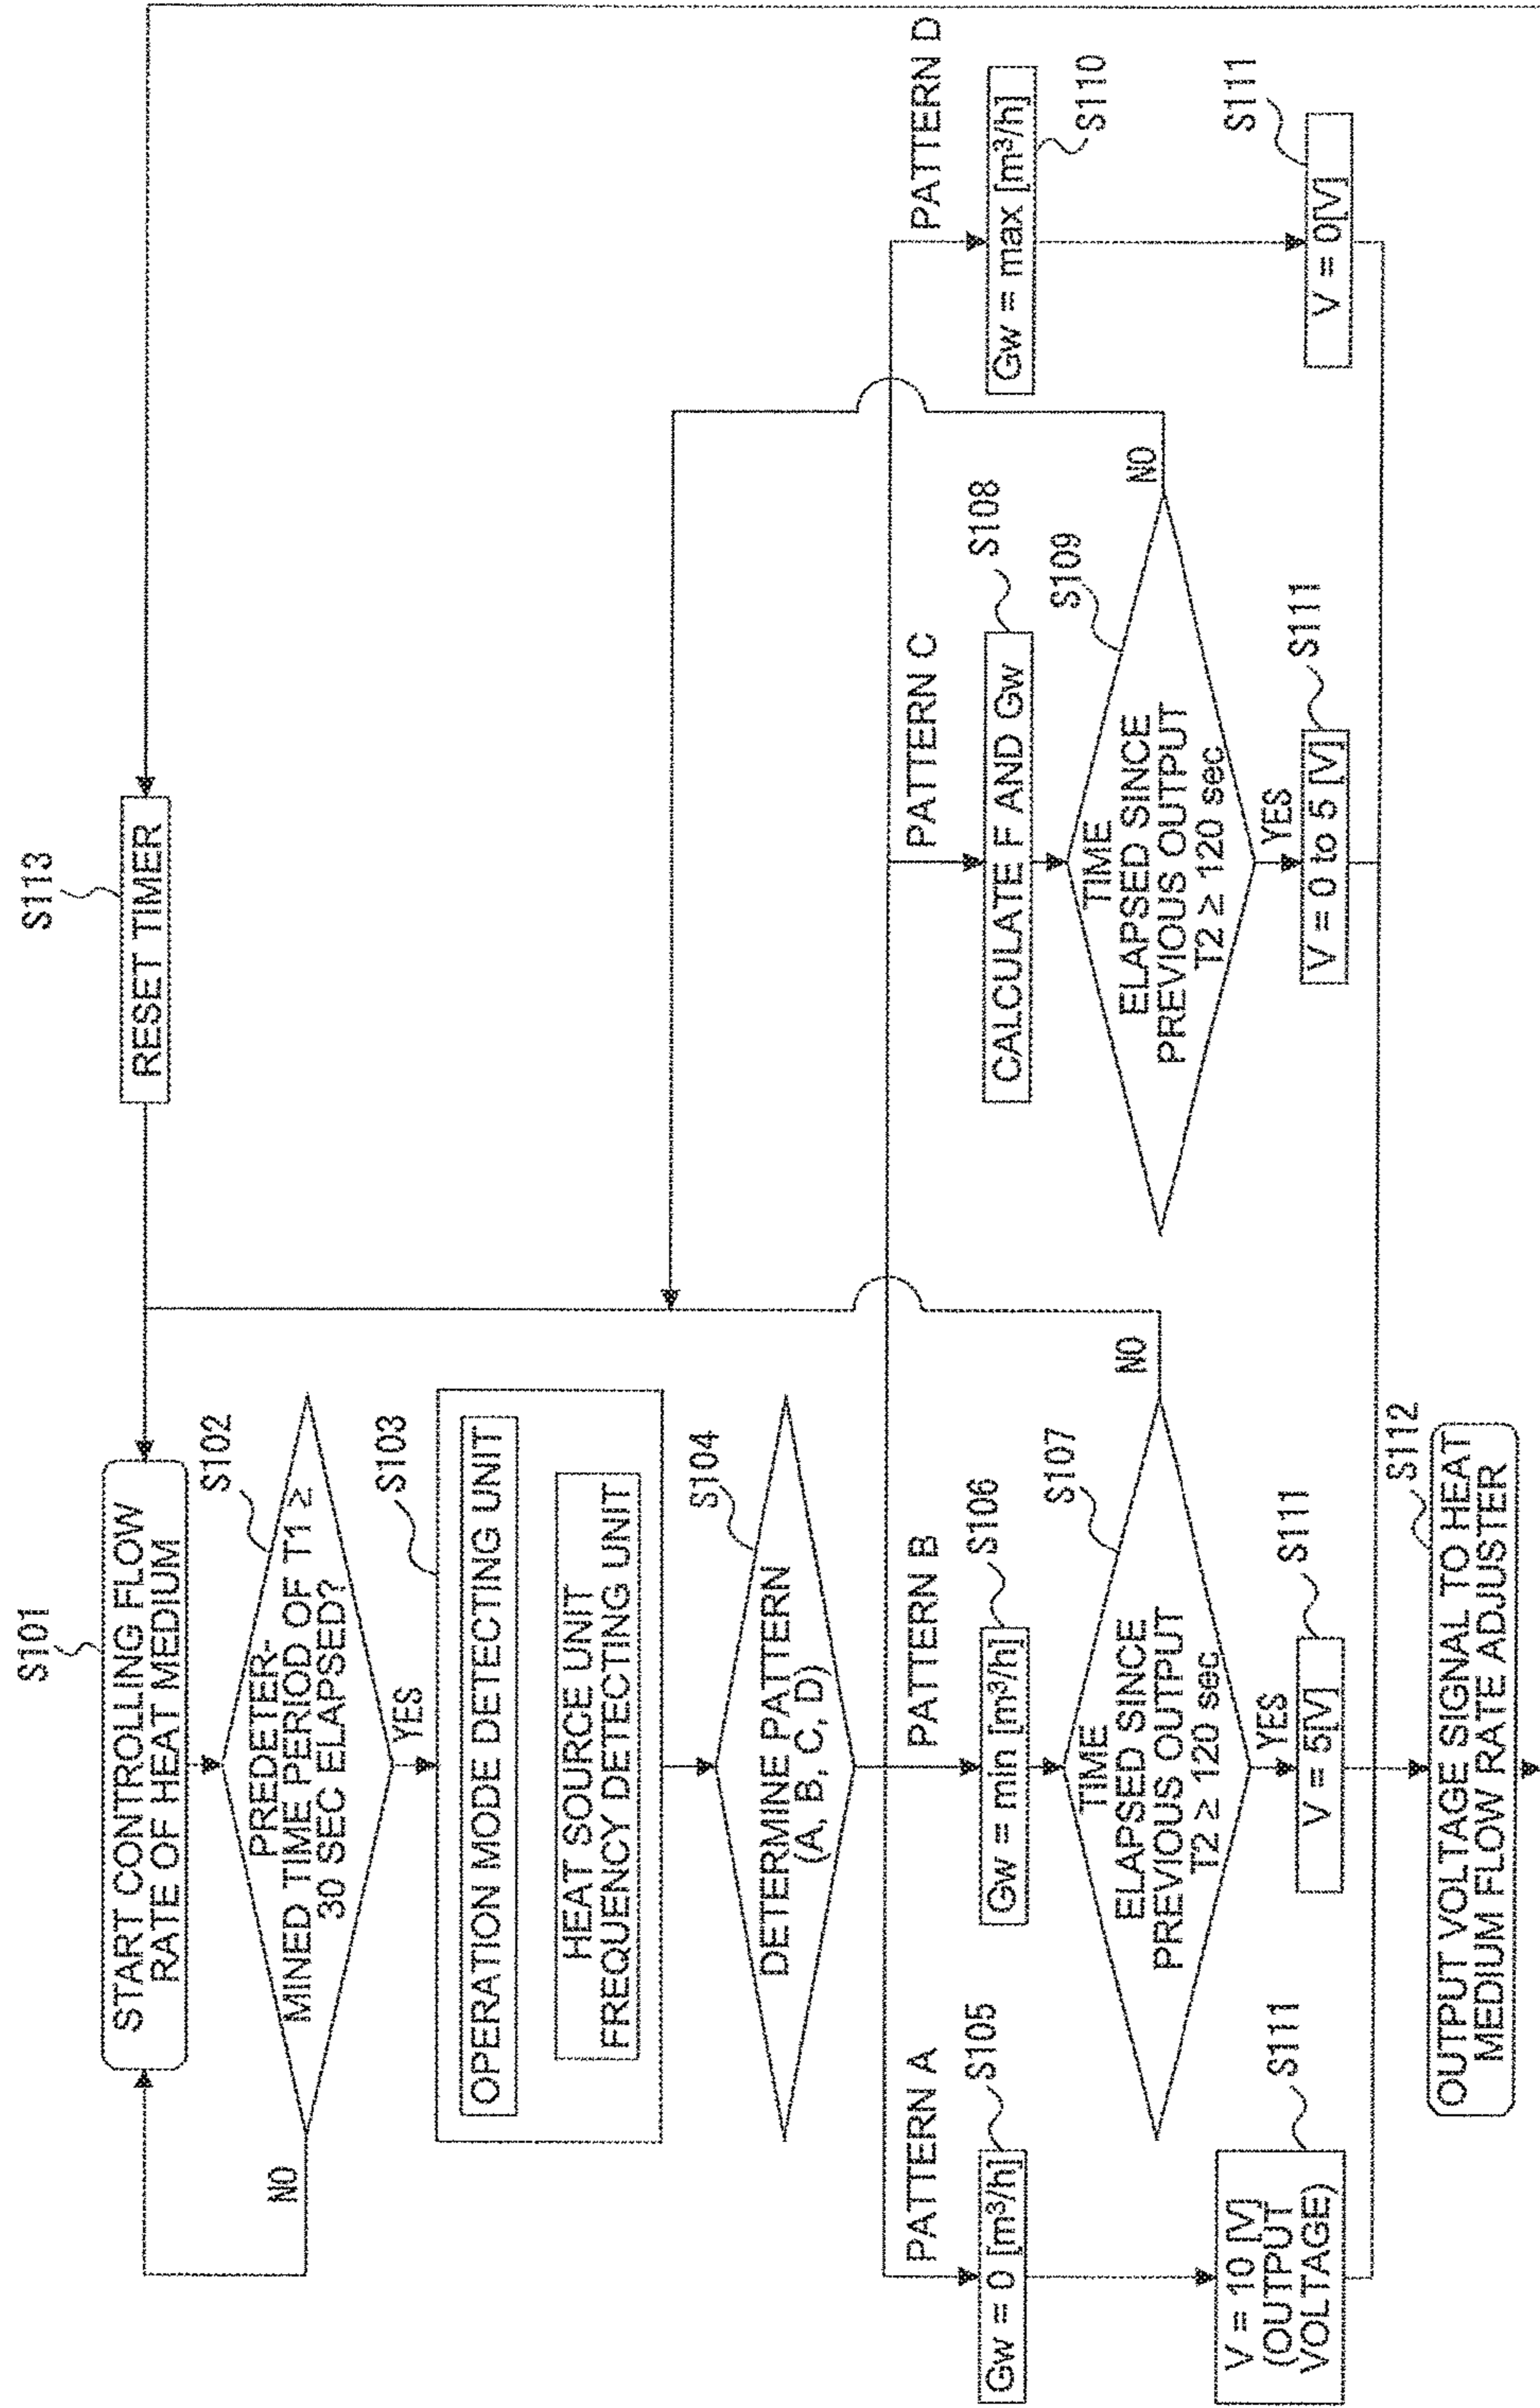 S101
START CONTROLLING FLOW
RATE OF HEAT MEDIUM
S113
RESET TIMER
S102
PREDETER-
MINED TIME PERIOD OF T1 ≥
30 SEC ELAPSED?
NO
YES
S103
OPERATION MODE DETECTING UNIT
HEAT SOURCE UNIT
FREQUENCY DETECTING UNIT
S104
DETERMINE PATTERN
(A, B, C, D)
PATTERN A
S105
Gw = 0 [m³/h]
S111
V = 10 [V]
(OUTPUT
VOLTAGE)
PATTERN B
S106
Gw = min [m³/h]
S107
TIME
ELAPSED SINCE
PREVIOUS OUTPUT
T2 ≥ 120 sec
NO
YES
S111
V = 5[V]
PATTERN C
S108
CALCULATE F AND Gw
S109
TIME
ELAPSED SINCE
PREVIOUS OUTPUT
T2 ≥ 120 sec
NO
YES
S111
V = 0 to 5 [V]
PATTERN D
Gw = max [m³/h]
S110
S111
V = 0[V]
S112
OUTPUT VOLTAGE SIGNAL TO HEAT
MEDIUM FLOW RATE ADJUSTER